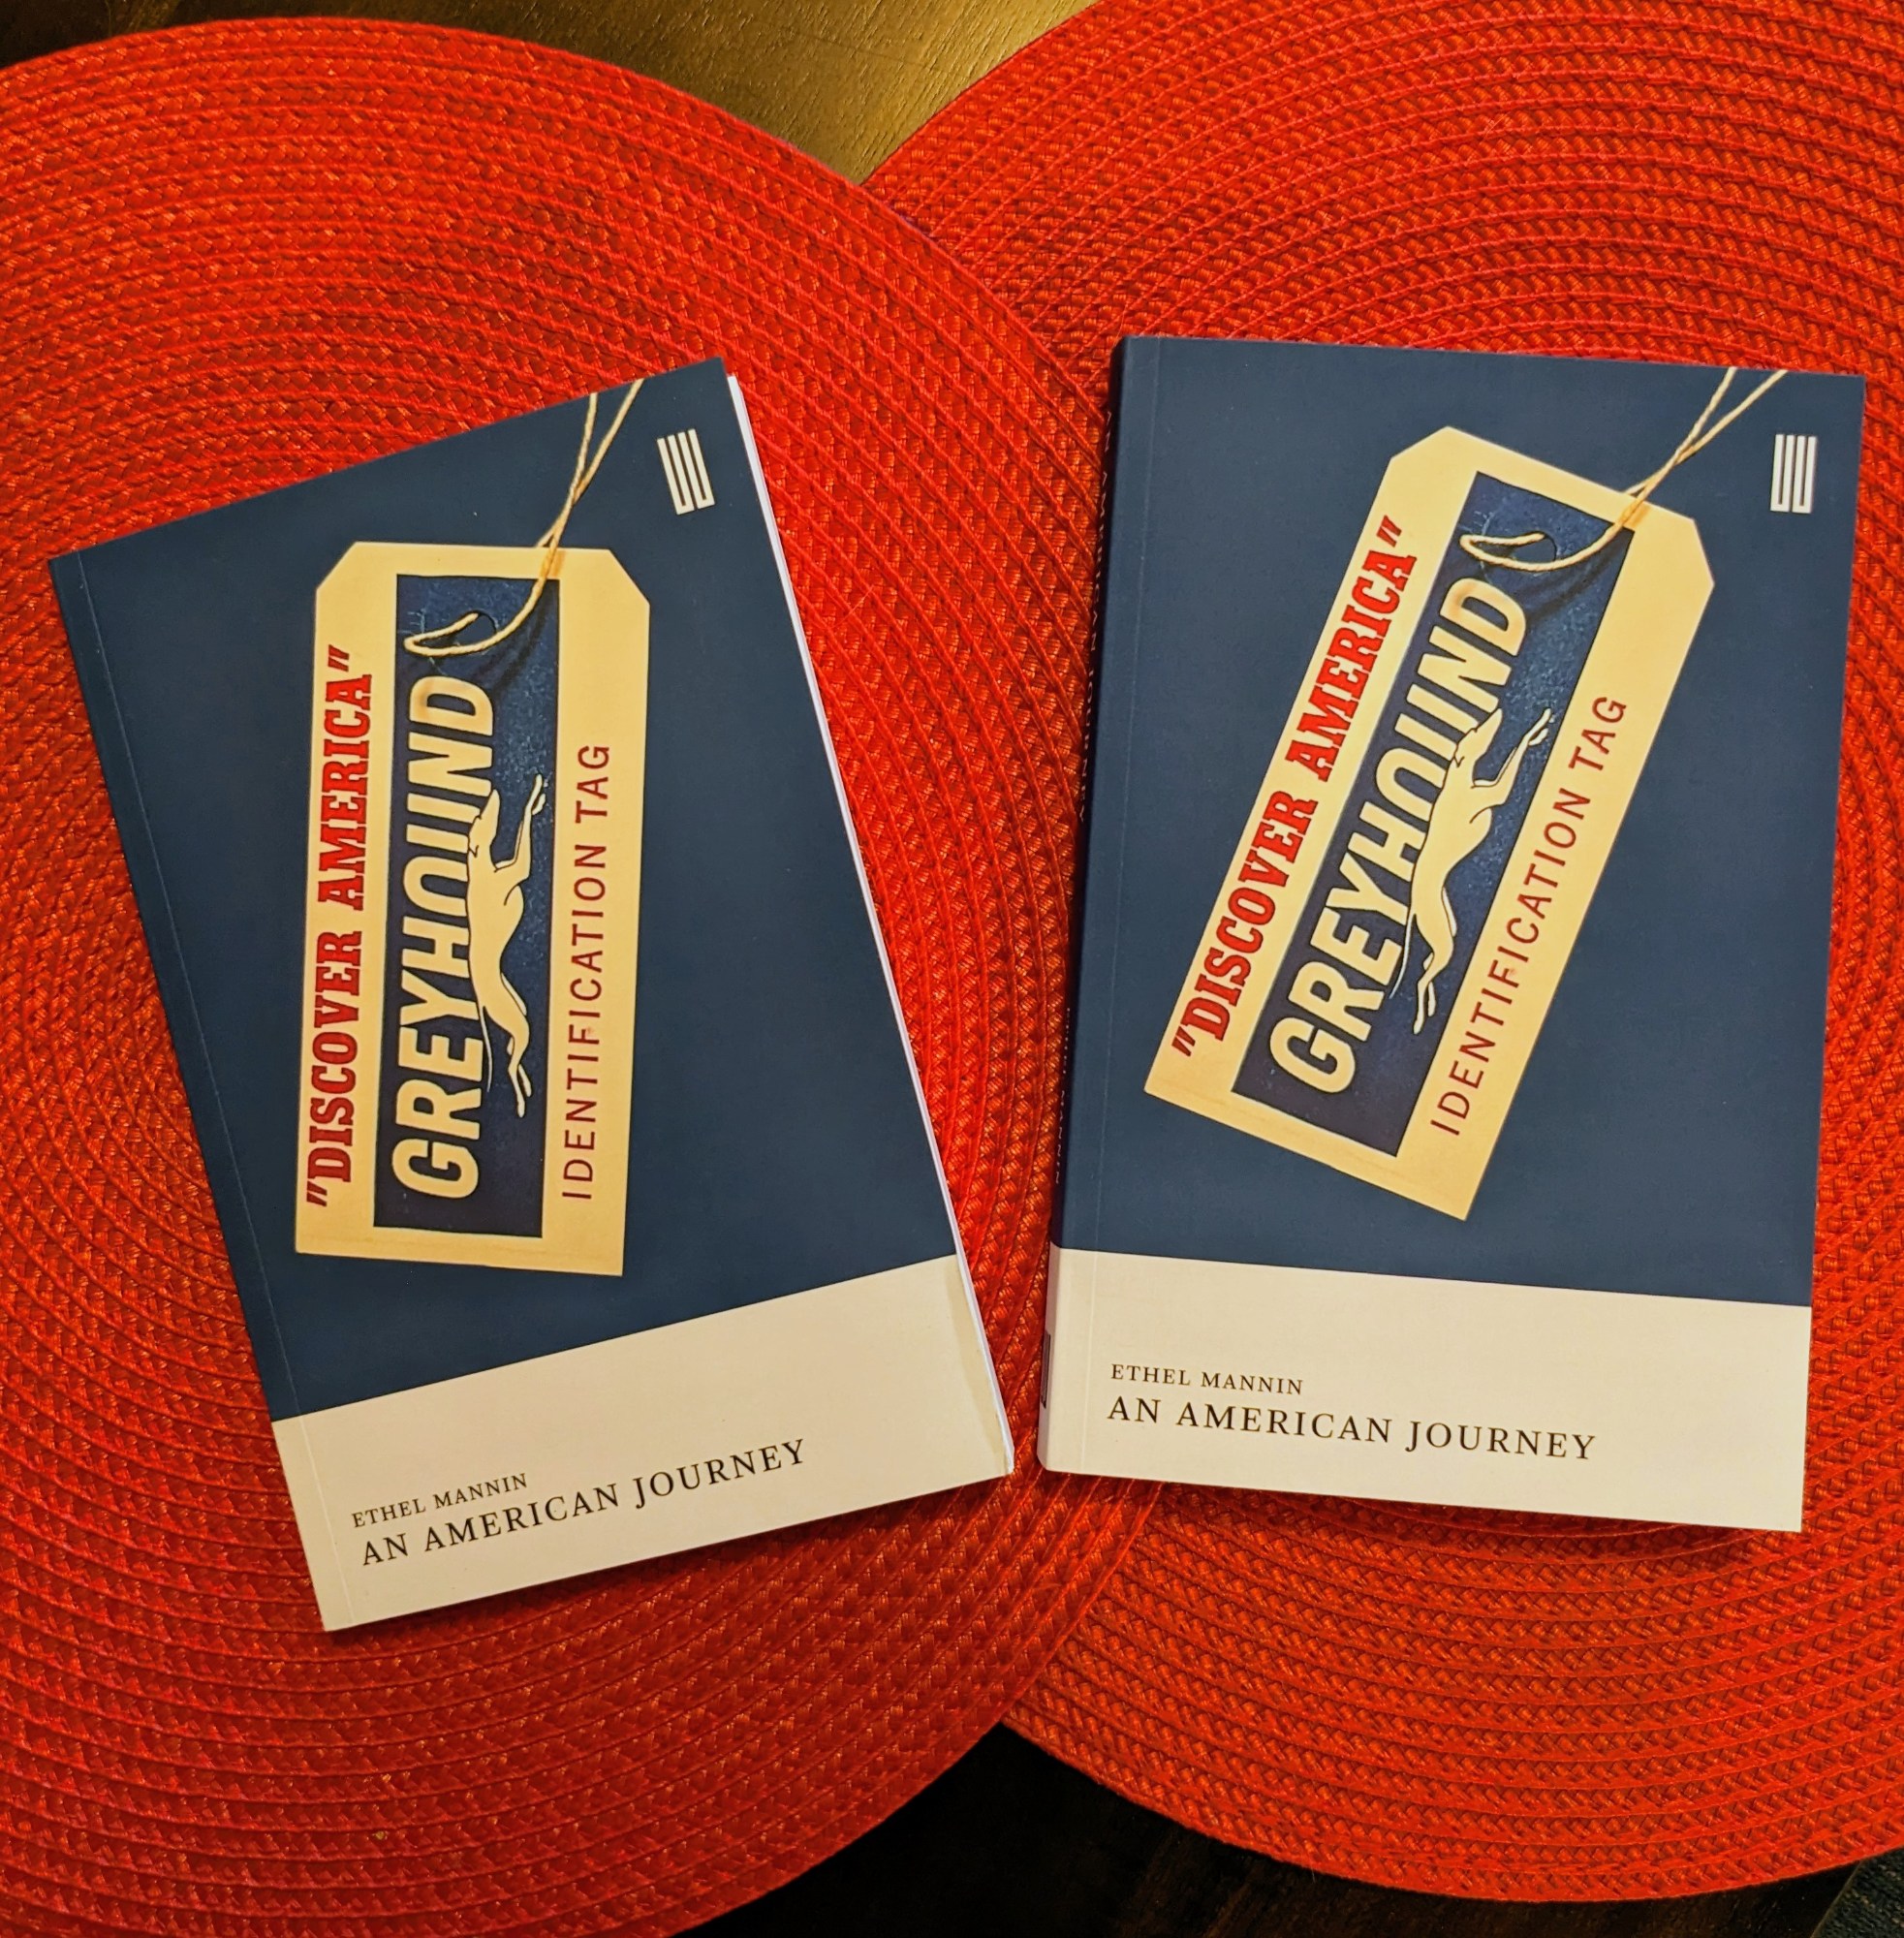 "DISCOVER AMERICA"
GREYHOUND
IDENTIFICATION TAG
ETHEL MANNIN
AN AMERICAN JOURNEY
"DISCOVER AMERICA"
GREYHOUND
IDENTIFICATION TAG
ETHEL MANNIN
AN AMERICAN JOURNEY